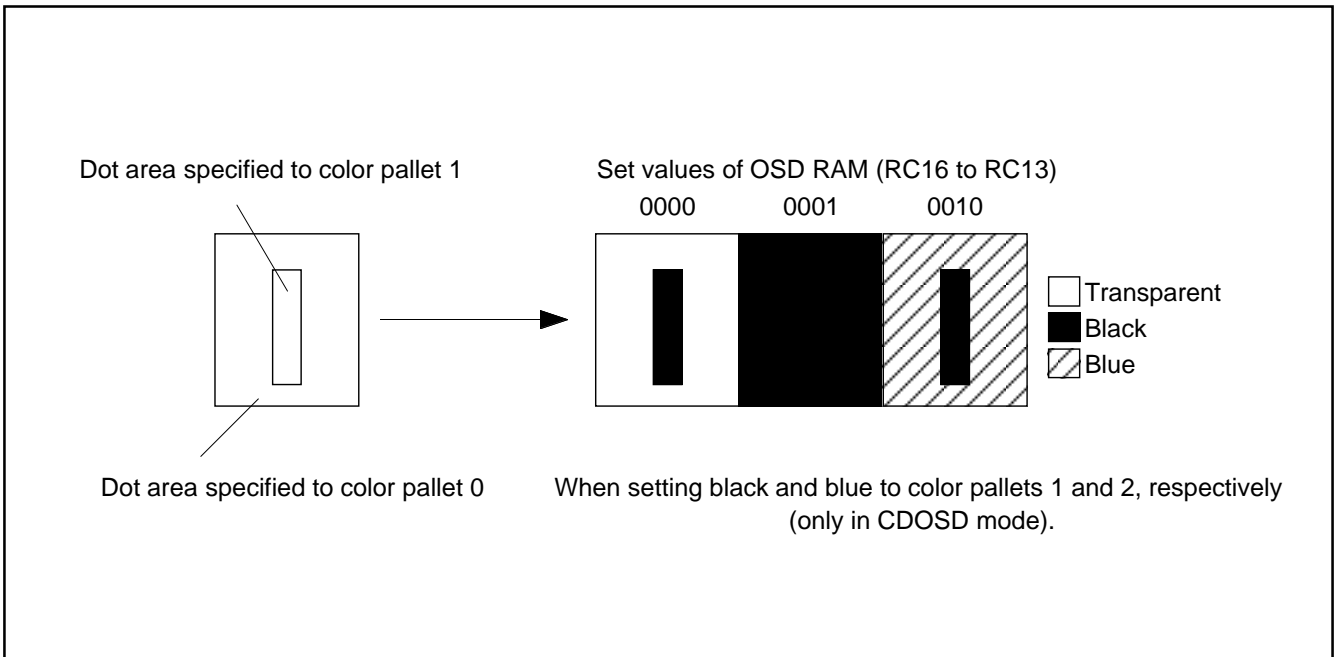 Dot area specified to color pallet 1
Set values of OSD RAM (RC16 to RC13)
0000 0001 0010
Transparent
Black
Blue
Dot area specified to color pallet 0
When setting black and blue to color pallets 1 and 2, respectively
(only in CDOSD mode).